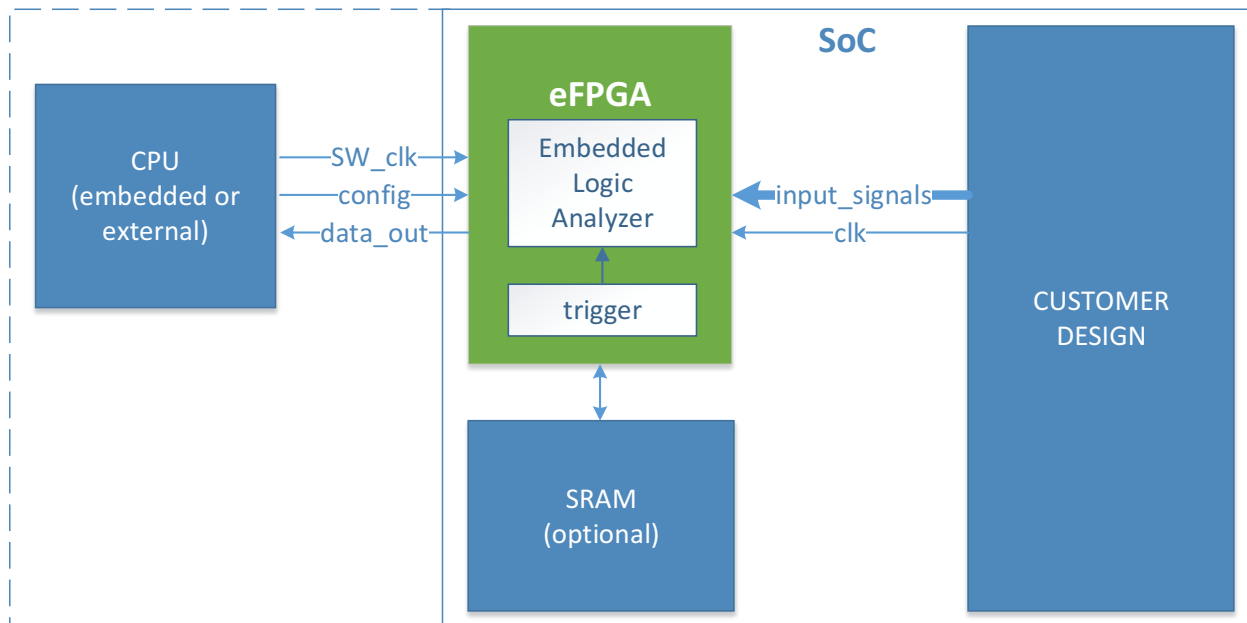 SoC
eFPGA
CPU
(embedded or
external)
SW_clk
config
data_out
Embedded
Logic
Analyzer
trigger
input_signals
clk
CUSTOMER
DESIGN
SRAM
(optional)